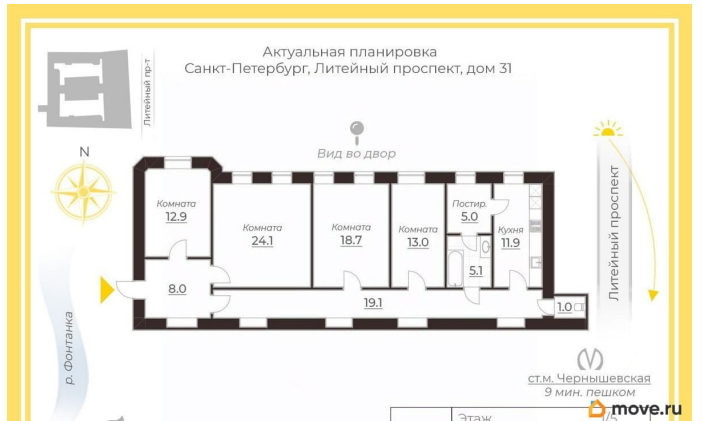 Актуальная планировка
Санкт-Петербург, Литейный проспект, дом 31
Литейный пр-т
N
Вид во двор
Комната
12.9
Комната
24.1
Комната
18.7
Комната
13.0
Постир.
5.0
Кухня
11.9
5.1
8.0
19.1
1.0
Литейный проспект
р. Фонтанка
ст.м. Чернышевская
9 мин. пешком
Этаж
1/5
move.ru